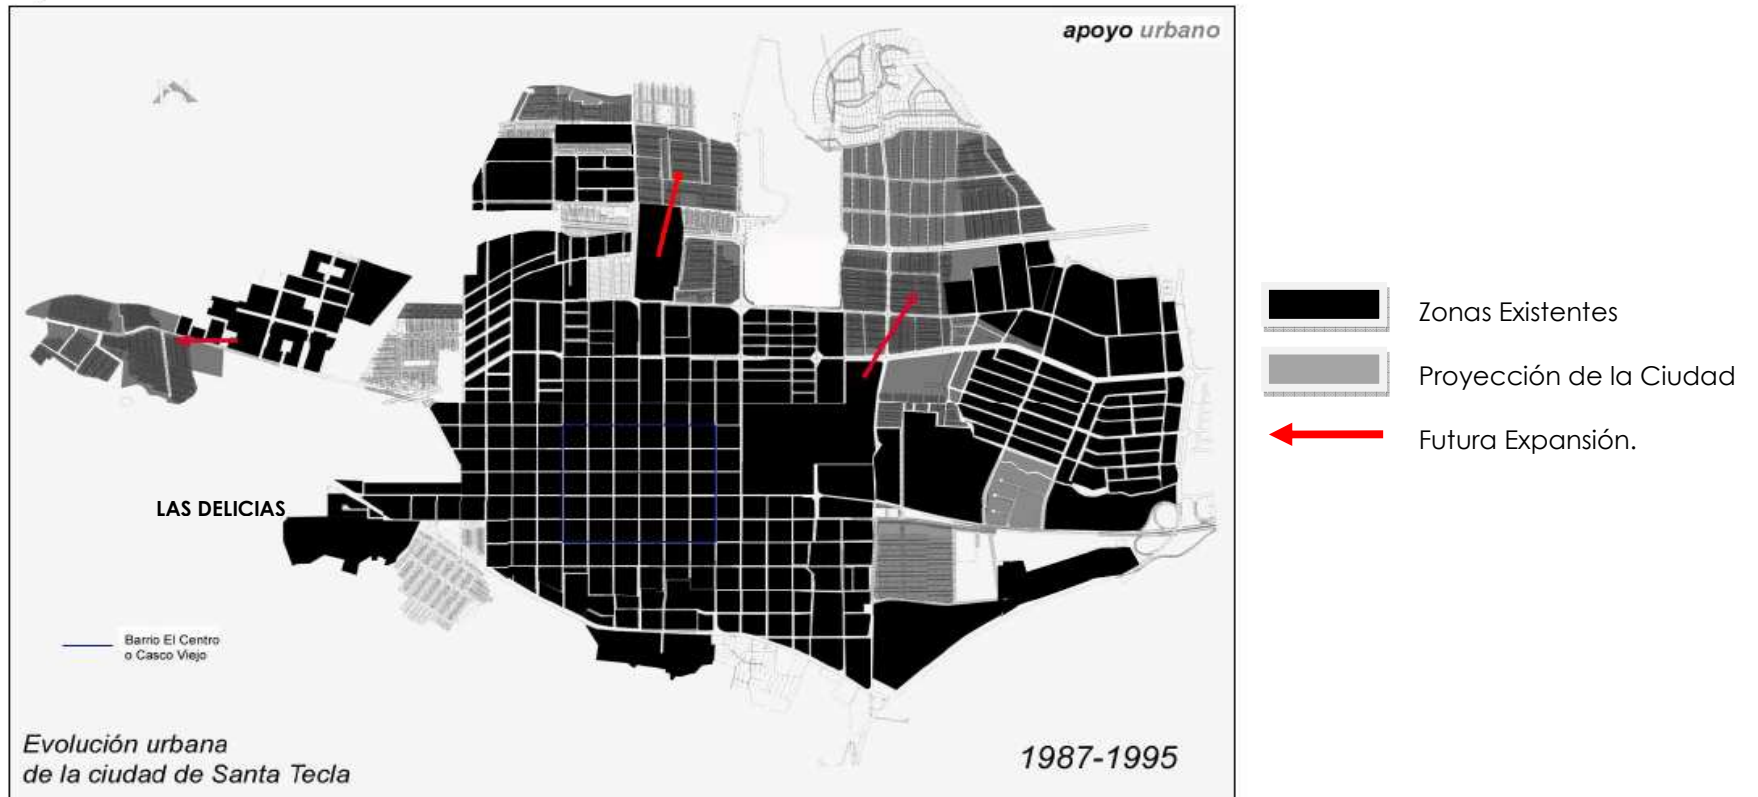 apoyo urbano
Zonas Existentes
Proyección de la Ciudad
Futura Expansión.
LAS DELICIAS
Barrio El Centro
o Casco Viejo
Evolución urbana
de la ciudad de Santa Tecla
1987-1995